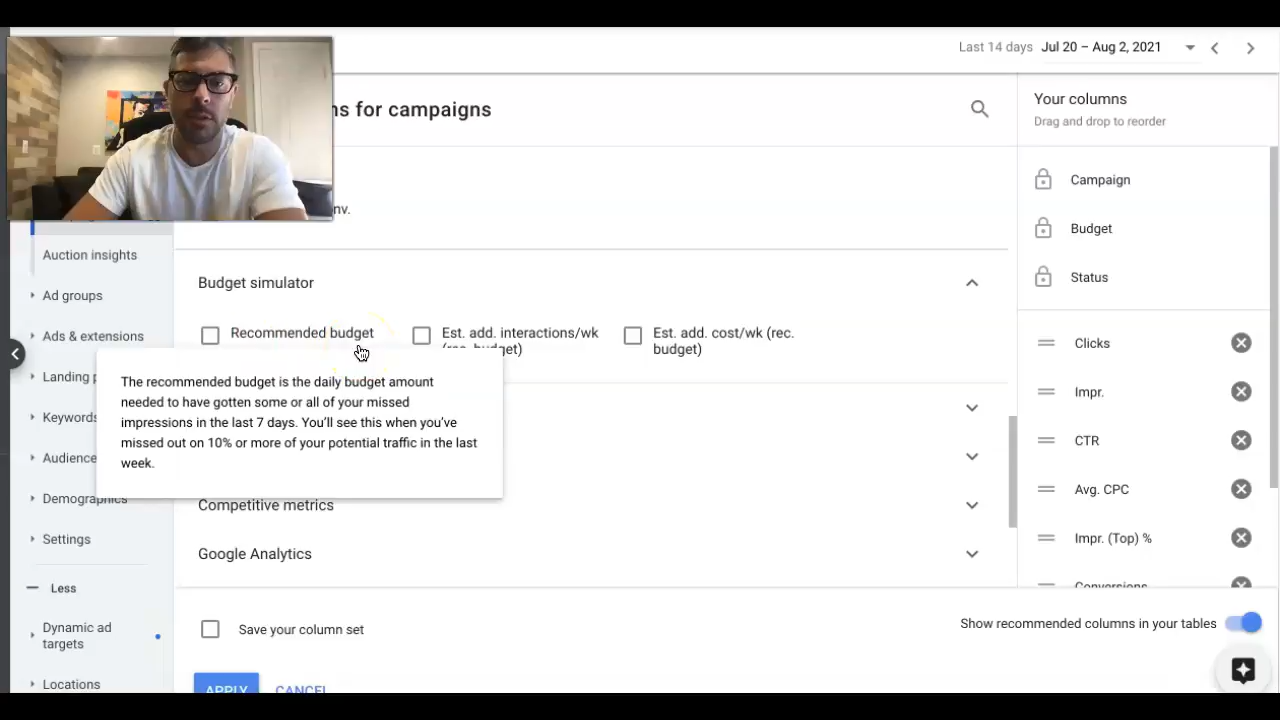 Last 14 days Jul 20 – Aug 2, 2021
ns for campaigns
nv.
Auction insights
Ad groups
Ads & extensions
Landing p
Keywords
Audience
Demographics
Settings
Less
Dynamic ad
targets
Locations
Budget simulator
Recommended budget
Est. add. interactions/wk
(rec. budget)
Est. add. cost/wk (rec.
budget)
The recommended budget is the daily budget amount
needed to have gotten some or all of your missed
impressions in the last 7 days. You'll see this when you've
missed out on 10% or more of your potential traffic in the last
week.
Competitive metrics
Google Analytics
Save your column set
APPLY
CANCEL
Your columns
Drag and drop to reorder
Campaign
Budget
Status
Clicks
Impr.
CTR
Avg. CPC
Impr. (Top) %
Conversions
Show recommended columns in your tables